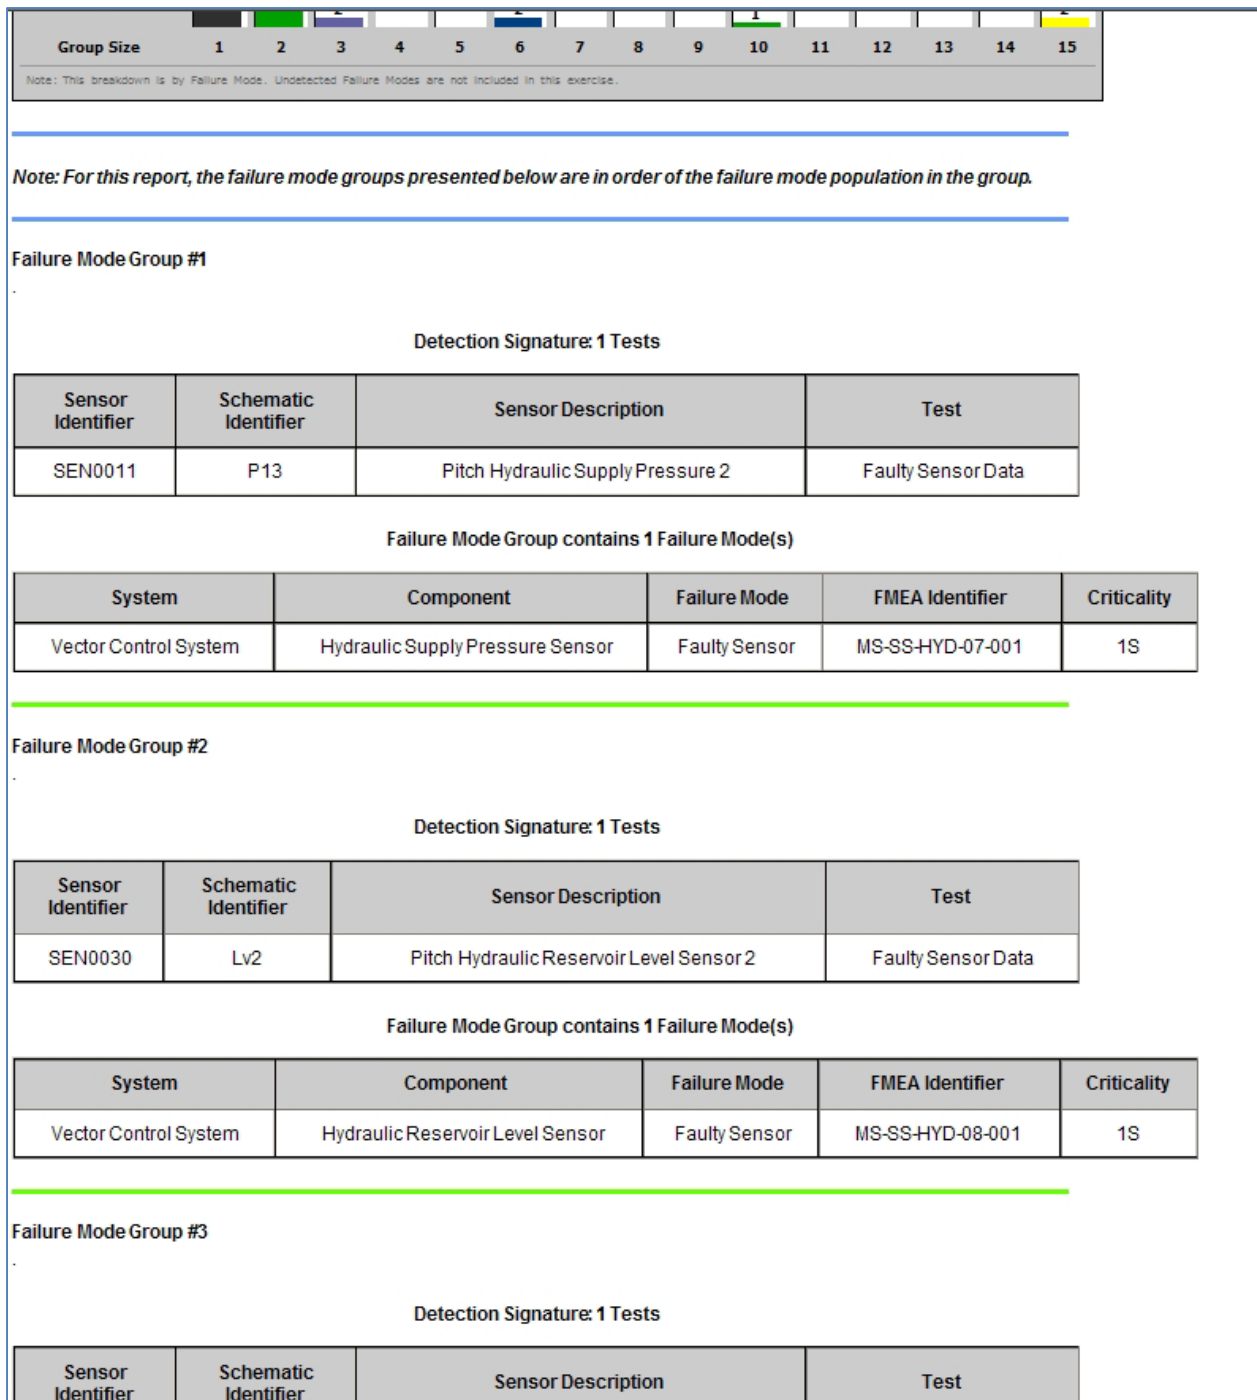 1
Group Size 1 2 3 4 5 6 7 8 9 10 11 12 13 14 15
Note: This breakdown is by Failure Mode. Undetected Failure Modes are not included in this exercise.
Note: For this report, the failure mode groups presented below are in order of the failure mode population in the group.
Failure Mode Group #1
.
Detection Signature: 1 Tests
Sensor Identifier Schematic Identifier Sensor Description Test
SEN0011 P13 Pitch Hydraulic Supply Pressure 2 Faulty Sensor Data
Failure Mode Group contains 1 Failure Mode(s)
System Component Failure Mode FMEA Identifier Criticality
Vector Control System Hydraulic Supply Pressure Sensor Faulty Sensor MS-SS-HYD-07-001 1S
Failure Mode Group #2
.
Detection Signature: 1 Tests
Sensor Identifier Schematic Identifier Sensor Description Test
SEN0030 Lv2 Pitch Hydraulic Reservoir Level Sensor 2 Faulty Sensor Data
Failure Mode Group contains 1 Failure Mode(s)
System Component Failure Mode FMEA Identifier Criticality
Vector Control System Hydraulic Reservoir Level Sensor Faulty Sensor MS-SS-HYD-08-001 1S
Failure Mode Group #3
.
Detection Signature: 1 Tests
Sensor Identifier Schematic Identifier Sensor Description Test